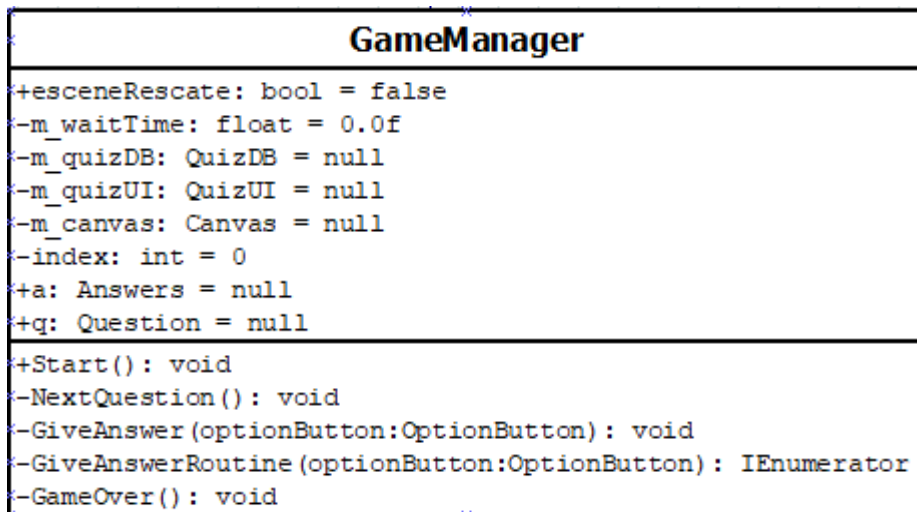 GameManager
+esceneRescate: bool = false
-m_waitTime: float = 0.0f
-m_quizDB: QuizDB = null
-m_quizUI: QuizUI = null
-m_canvas: Canvas = null
-index: int = 0
+a: Answers = null
+q: Question = null
+Start(): void
-NextQuestion(): void
-GiveAnswer(optionButton:OptionButton): void
-GiveAnswerRoutine(optionButton:OptionButton): IEnumerator
-GameOver(): void